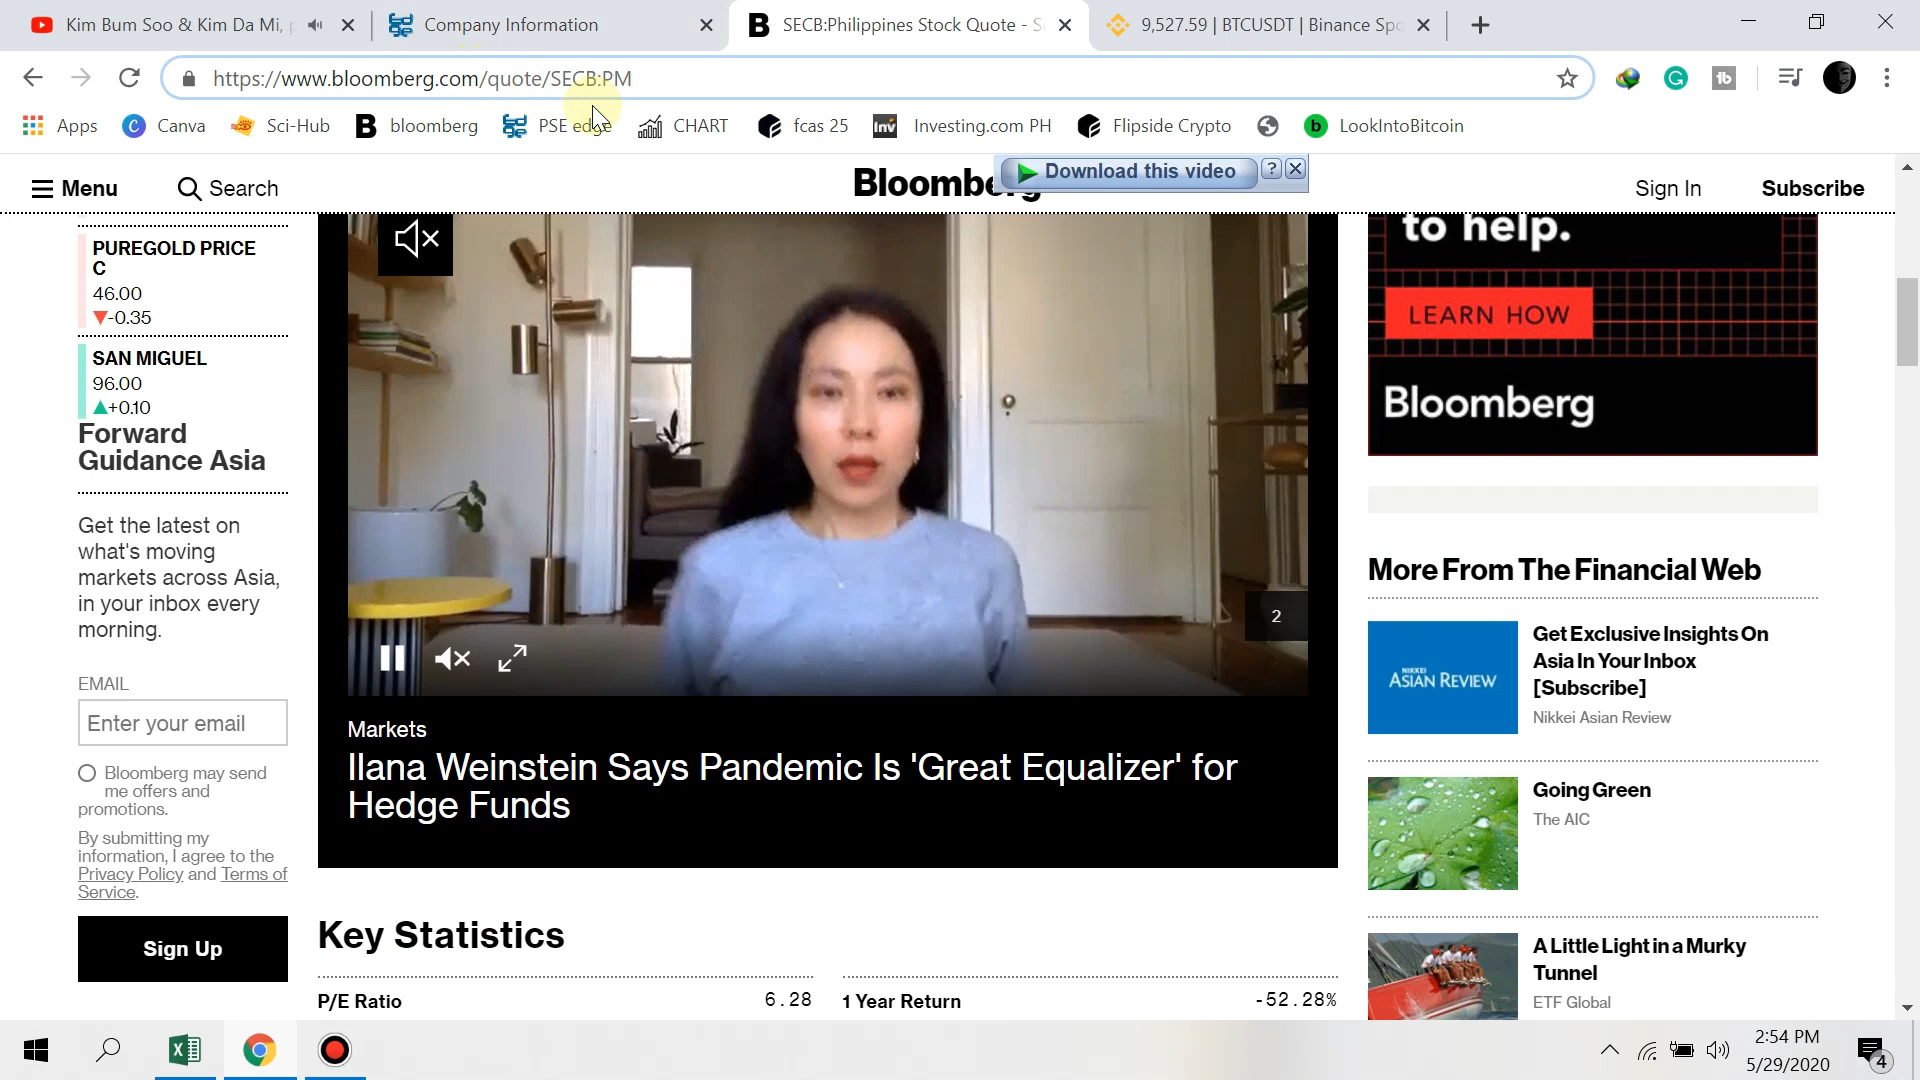 Kim Bum Soo & Kim Da Mi,
Company Information
SECB:Philippines Stock Quote - S
9,527.59 | BTCUSDT | Binance Spo
https://www.bloomberg.com/quote/SECB:PM
Apps
Canva
Sci-Hub
bloomberg
PSE edge
CHART
fcas 25
Investing.com PH
Flipside Crypto
LookIntoBitcoin
Menu
Search
Bloomberg
Download this video
Sign In
Subscribe
PUREGOLD PRICE
C
46.00
▼-0.35
SAN MIGUEL
96.00
▲+0.10
Forward
Guidance Asia
Get the latest on
what's moving
markets across Asia,
in your inbox every
morning.
EMAIL
Enter your email
Bloomberg may send
me offers and
promotions.
By submitting my
information, I agree to the
Privacy Policy and Terms of
Service.
Sign Up
2
Markets
Ilana Weinstein Says Pandemic Is 'Great Equalizer' for
Hedge Funds
Key Statistics
P/E Ratio 6.28
1 Year Return -52.28%
to help.
LEARN HOW
Bloomberg
More From The Financial Web
NIKKEI
ASIAN REVIEW
Get Exclusive Insights On
Asia In Your Inbox
[Subscribe]
Nikkei Asian Review
Going Green
The AIC
A Little Light in a Murky
Tunnel
ETF Global
2:54 PM
5/29/2020
4